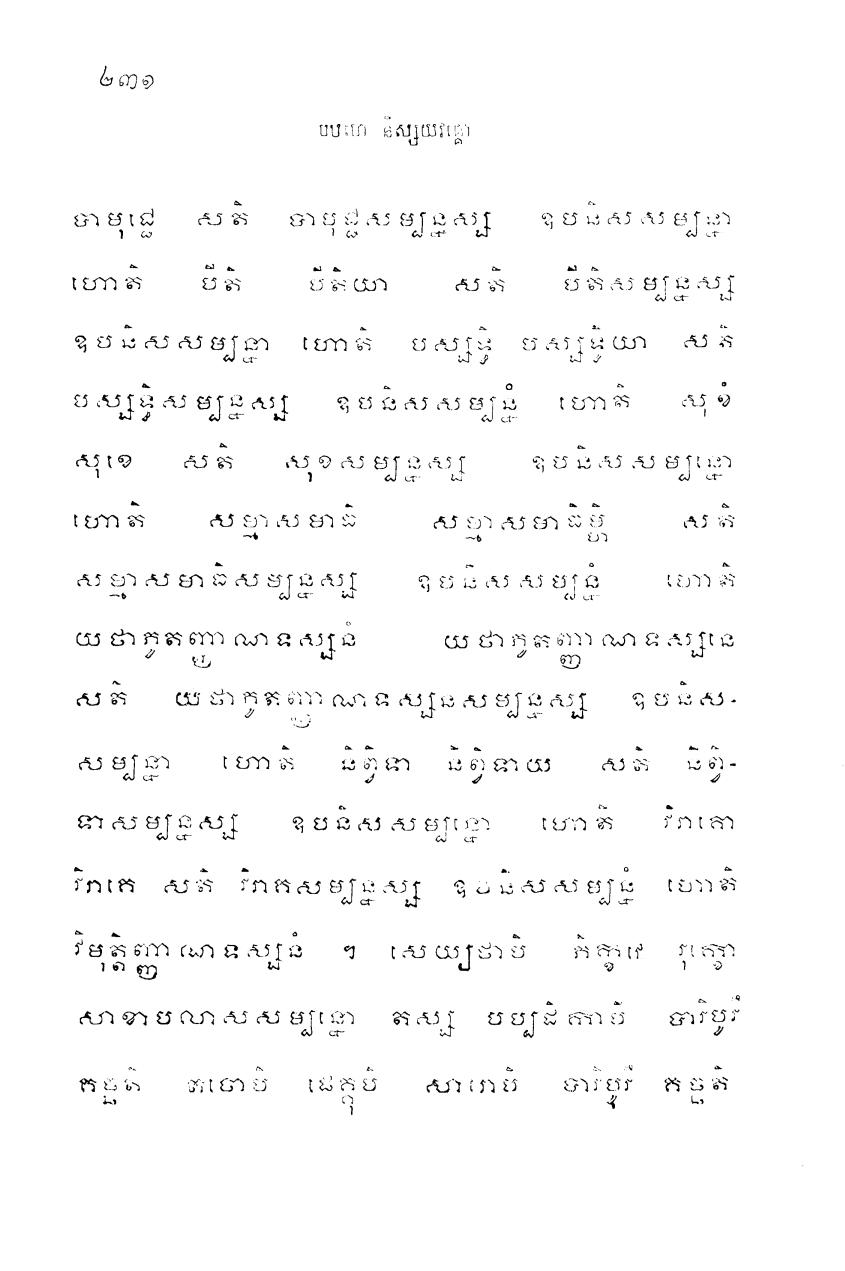 ២៣១
បឋមោ និស្សយវគ្គោ
បាមុជ្ជេ សតិ បាមុជ្ជសម្បន្នស្ស ឧបនិសសម្បន្នា
ហោតិ បីតិ បីតិយា សតិ បីតិសម្បន្នស្ស
ឧបនិសសម្បន្នា ហោតិ បស្សទ្ធិ បស្សទ្ធិយា សតិ
បស្សទ្ធិសម្បន្នស្ស ឧបនិសសម្បន្នំ ហោតិ សុខំ
សុខេ សតិ សុខសម្បន្នស្ស ឧបនិសសម្បន្នោ
ហោតិ សម្មាសមាធិ សម្មាសមាធិម្ហិ សតិ
សម្មាសមាធិសម្បន្នស្ស ឧបនិសសម្បន្នំ ហោតិ
យថាភូតញ្ញាណទស្សនំ យថាភូតញ្ញាណទស្សនេ
សតិ យថាភូតញ្ញាណទស្សនសម្បន្នស្ស ឧបនិស-
សម្បន្នា ហោតិ និព្វិទា និព្វិទាយ សតិ និព្វិ-
ទាសម្បន្នស្ស ឧបនិសសម្បន្នោ ហោតិ វិរាគោ
វិរាគេ សតិ វិរាគសម្បន្នស្ស ឧបនិសសម្បន្នំ ហោតិ
វិមុត្តិញ្ញាណទស្សនំ ។ សេយ្យថាបិ ភិក្ខវេ រុក្ខោ
សាខាបលាសសម្បន្នោ តស្ស បប្បដិកាបិ បារិបូរឹ
គច្ឆតិ តចោបិ ផេគ្គុបិ សារោបិ បារិបូរឹ គច្ឆតិ